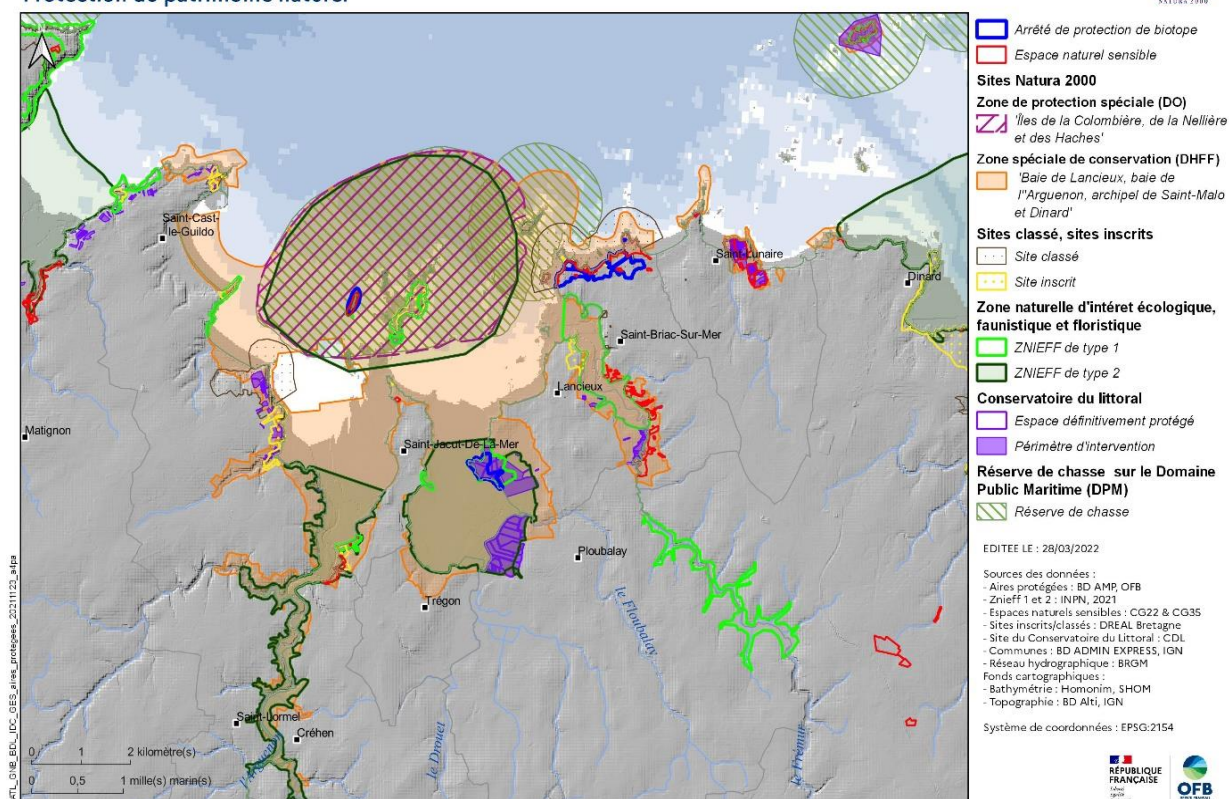 Protection du patrimoine naturel
NATURA 2000
Arrêté de protection de biotope
Espace naturel sensible
Sites Natura 2000
Zone de protection spéciale (DO)
'Îles de la Colombière, de la Nellière
et des Haches'
Zone spéciale de conservation (DHFF)
'Baie de Lancieux, baie de
l''Arguenon, archipel de Saint-Malo
et Dinard'
Sites classé, sites inscrits
Site classé
Site inscrit
Zone naturelle d'intéret écologique,
faunistique et floristique
ZNIEFF de type 1
ZNIEFF de type 2
Conservatoire du littoral
Espace définitivement protégé
Périmètre d'intervention
Réserve de chasse sur le Domaine
Public Maritime (DPM)
Réserve de chasse
EDITEE LE : 28/03/2022
Sources des données :
- Aires protégées : BD AMP, OFB
- Znieff 1 et 2 : INPN, 2021
- Espaces naturels sensibles : CG22 & CG35
- Sites inscrits/classés : DREAL Bretagne
- Site du Conservatoire du Littoral : CDL
- Communes : BD ADMIN EXPRESS, IGN
- Réseau hydrographique : BRGM
Fonds cartographiques :
- Bathymétrie : Homonim, SHOM
- Topographie : BD Alti, IGN
Système de coordonnées : EPSG:2154
RÉPUBLIQUE
FRANÇAISE
OFB
Saint-Cast-
le-Guildo
Saint-Lunaire
Dinard
Saint-Briac-Sur-Mer
Lancieux
Matignon
Saint-Jacut-De-La-Mer
Ploubalay
Trégon
le Floubalay
Saint-Lormel
Créhen
l'Arguenon
le Drouet
le Frémur
0 1 2 kilomètre(s)
0 0,5 1 mille(s) marin(s)